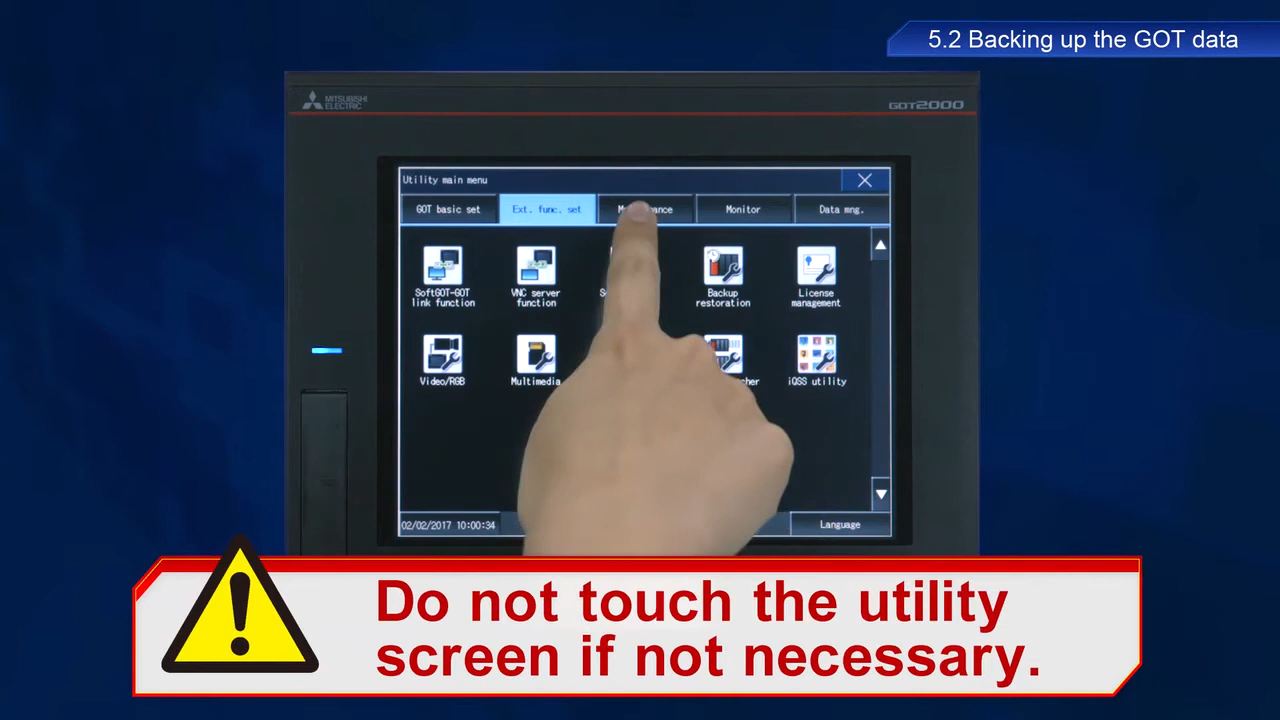 5.2 Backing up the GOT data
MITSUBISHI
ELECTRIC
GOT2000
Utility main menu
GOT basic set
Ext. func. set
Monitor
Data mng.
SoftGOT-GOT
link function
VNC server
function
Backup
restoration
License
management
Video/RGB
Multimedia
iQSS utility
02/02/2017 10:00:34
Language
Do not touch the utility
screen if not necessary.